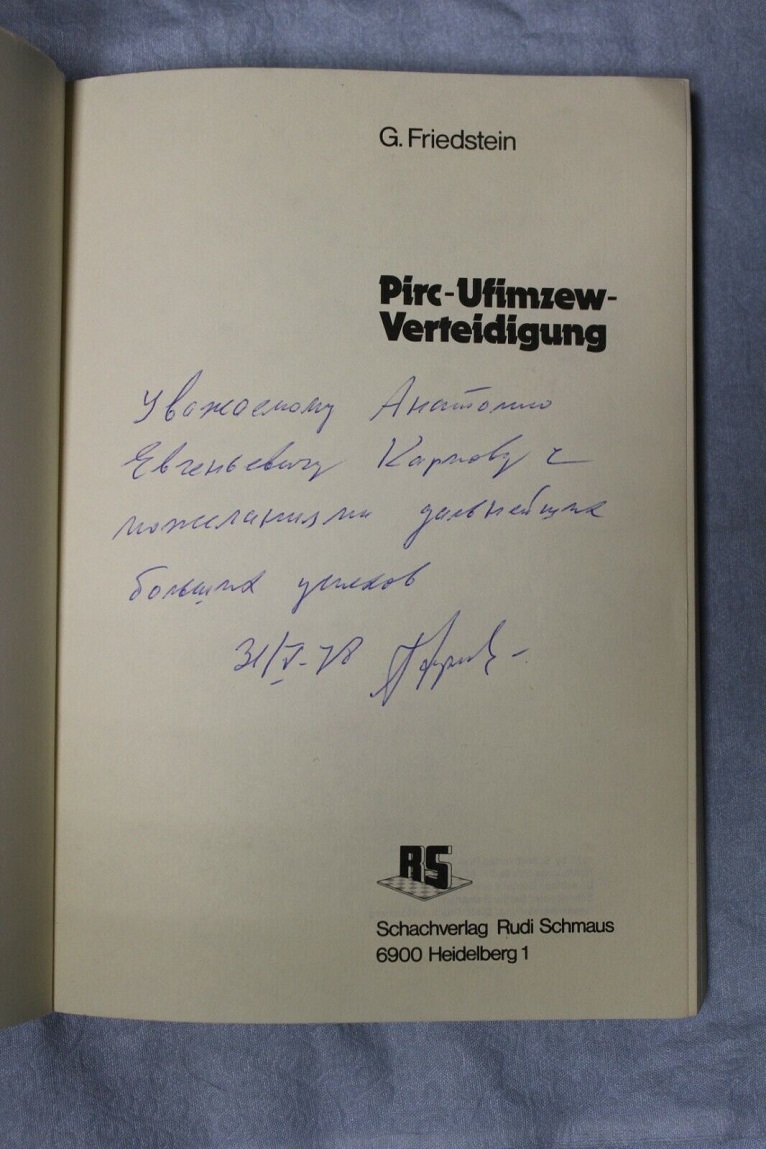 G. Friedstein
Pirc-Ufimzew-
Verteidigung
Уважаемому Анатолию
Евгеньевичу Карпову с
пожеланиями дальнейших
больших успехов
31/V-78
RS
Schachverlag Rudi Schmaus
6900 Heidelberg 1